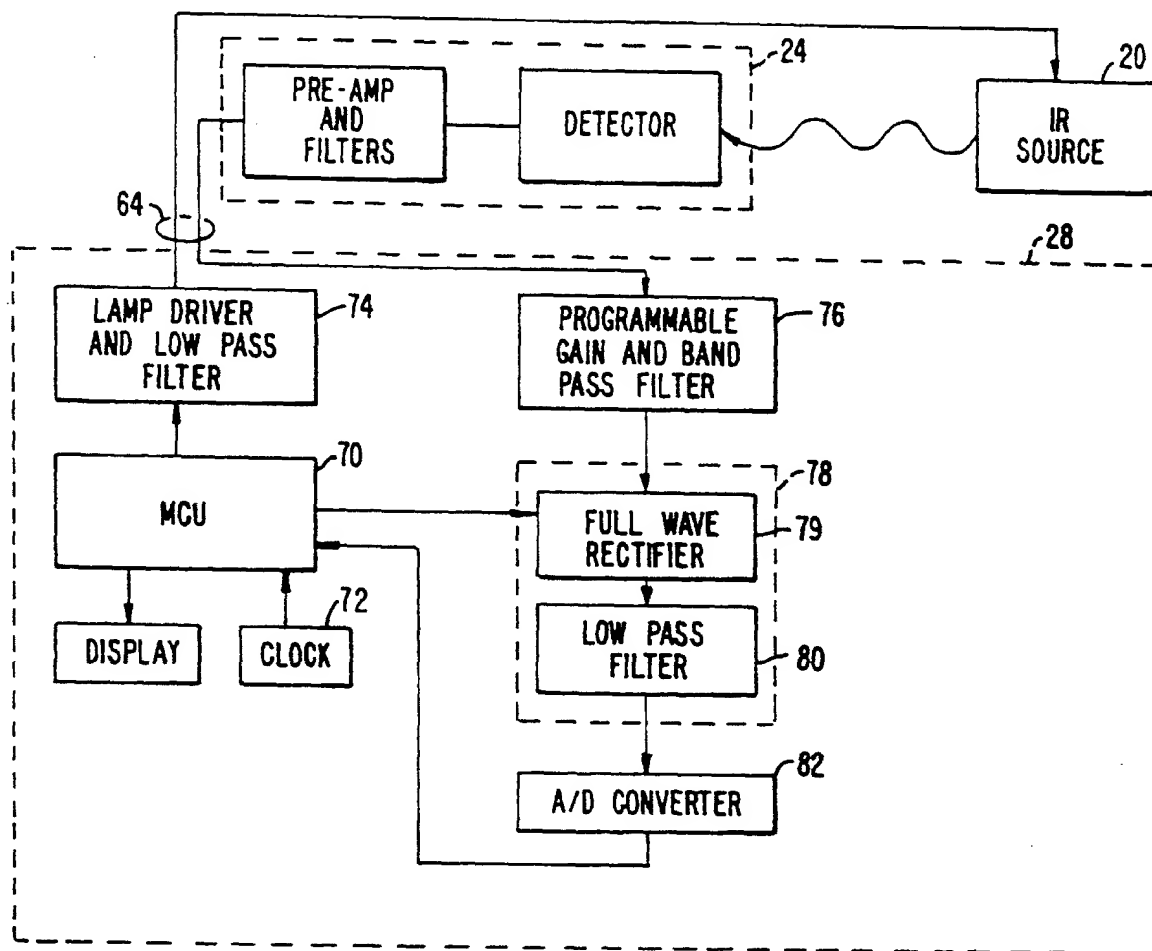 24
20
PRE-AMP
AND
FILTERS
DETECTOR
IR
SOURCE
64
28
LAMP DRIVER
AND LOW PASS
FILTER
74
PROGRAMMABLE
GAIN AND BAND
PASS FILTER
76
70
MCU
78
FULL WAVE
RECTIFIER
79
72
DISPLAY
CLOCK
LOW PASS
FILTER
80
82
A/D CONVERTER